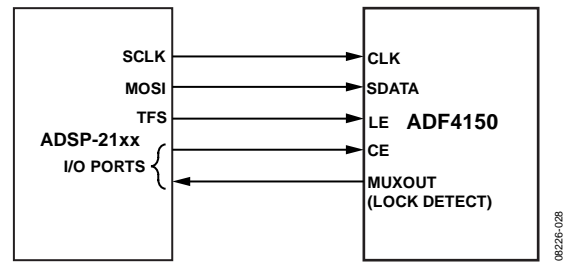 SCLK
CLK
MOSI
SDATA
TFS
LE
ADF4150
ADSP-21xx
CE
I/O PORTS
MUXOUT
(LOCK DETECT)
08226-028